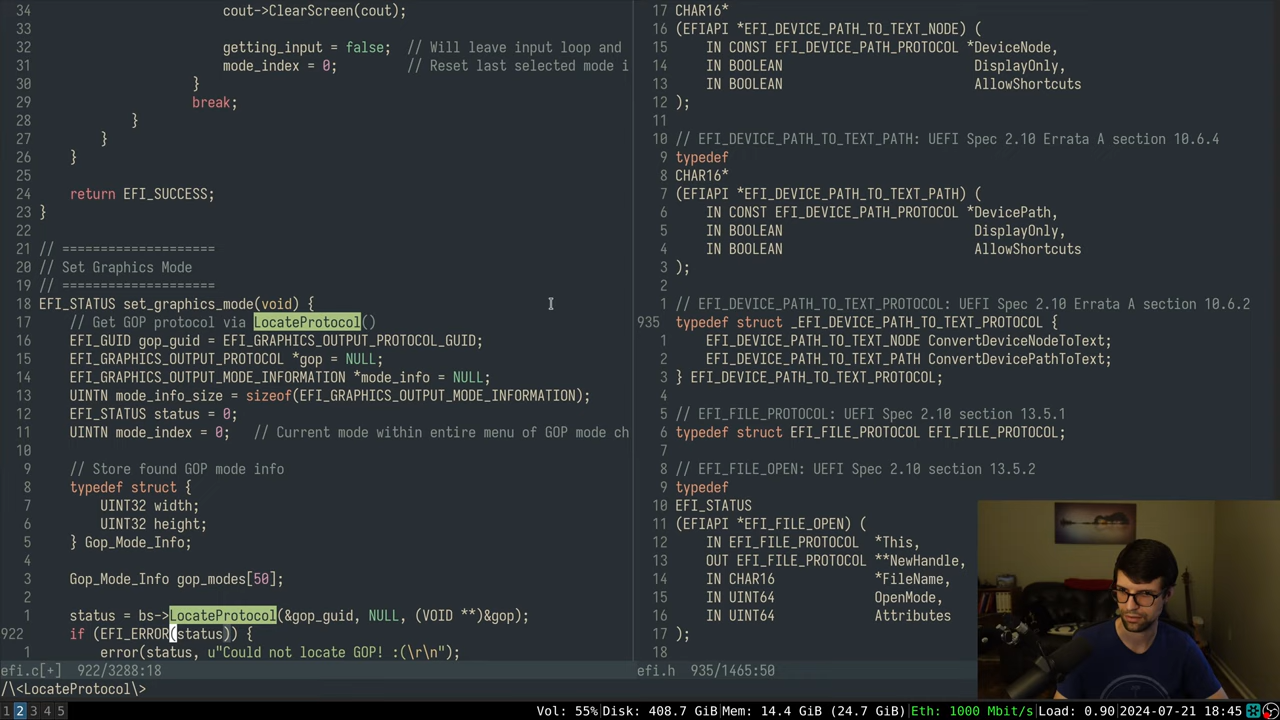 34                         cout->ClearScreen(cout);
33
32                         getting_input = false;  // Will leave input loop and
31                         mode_index = 0;         // Reset last selected mode i
30                     }
29                     break;
28             }
27         }
26     }
25
24     return EFI_SUCCESS;
23 }
22
21 // ====================
20 // Set Graphics Mode
19 // ====================
18 EFI_STATUS set_graphics_mode(void) {
17     // Get GOP protocol via LocateProtocol()
16     EFI_GUID gop_guid = EFI_GRAPHICS_OUTPUT_PROTOCOL_GUID;
15     EFI_GRAPHICS_OUTPUT_PROTOCOL *gop = NULL;
14     EFI_GRAPHICS_OUTPUT_MODE_INFORMATION *mode_info = NULL;
13     UINTN mode_info_size = sizeof(EFI_GRAPHICS_OUTPUT_MODE_INFORMATION);
12     EFI_STATUS status = 0;
11     UINTN mode_index = 0;   // Current mode within entire menu of GOP mode ch
10
9     // Store found GOP mode info
8     typedef struct {
7         UINT32 width;
6         UINT32 height;
5     } Gop_Mode_Info;
4
3     Gop_Mode_Info gop_modes[50];
2
1     status = bs->LocateProtocol(&gop_guid, NULL, (VOID **)&gop);
922     if (EFI_ERROR(status)) {
1         error(status, u"Could not locate GOP! :(\r\n");
efi.c[+]  922/3288:18
/\<LocateProtocol\>
17 CHAR16*
16 (EFIAPI *EFI_DEVICE_PATH_TO_TEXT_NODE) (
15     IN CONST EFI_DEVICE_PATH_PROTOCOL *DeviceNode,
14     IN BOOLEAN                         DisplayOnly,
13     IN BOOLEAN                         AllowShortcuts
12 );
11
10 // EFI_DEVICE_PATH_TO_TEXT_PATH: UEFI Spec 2.10 Errata A section 10.6.4
9 typedef
8 CHAR16*
7 (EFIAPI *EFI_DEVICE_PATH_TO_TEXT_PATH) (
6     IN CONST EFI_DEVICE_PATH_PROTOCOL *DevicePath,
5     IN BOOLEAN                         DisplayOnly,
4     IN BOOLEAN                         AllowShortcuts
3 );
2
1 // EFI_DEVICE_PATH_TO_TEXT_PROTOCOL: UEFI Spec 2.10 Errata A section 10.6.2
935 typedef struct _EFI_DEVICE_PATH_TO_TEXT_PROTOCOL {
1     EFI_DEVICE_PATH_TO_TEXT_NODE ConvertDeviceNodeToText;
2     EFI_DEVICE_PATH_TO_TEXT_PATH ConvertDevicePathToText;
3 } EFI_DEVICE_PATH_TO_TEXT_PROTOCOL;
4
5 // EFI_FILE_PROTOCOL: UEFI Spec 2.10 section 13.5.1
6 typedef struct EFI_FILE_PROTOCOL EFI_FILE_PROTOCOL;
7
8 // EFI_FILE_OPEN: UEFI Spec 2.10 section 13.5.2
9 typedef
10 EFI_STATUS
11 (EFIAPI *EFI_FILE_OPEN) (
12     IN EFI_FILE_PROTOCOL  *This,
13     OUT EFI_FILE_PROTOCOL **NewHandle,
14     IN CHAR16             *FileName,
15     IN UINT64             OpenMode,
16     IN UINT64             Attributes
17 );
18
efi.h  935/1465:50
1 2 3 4 5
Vol: 55%|Disk: 408.7 GiB|Mem: 14.4 GiB (24.7 GiB)|Eth: 1000 Mbit/s|Load: 0.90|2024-07-21 18:45